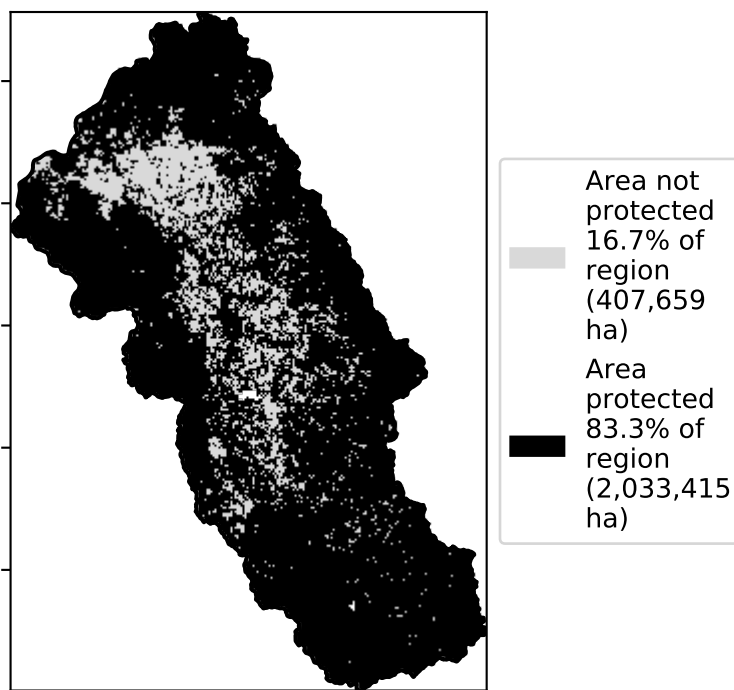 Area not
protected
16.7% of
region
(407,659
ha)
Area
protected
83.3% of
region
(2,033,415
ha)